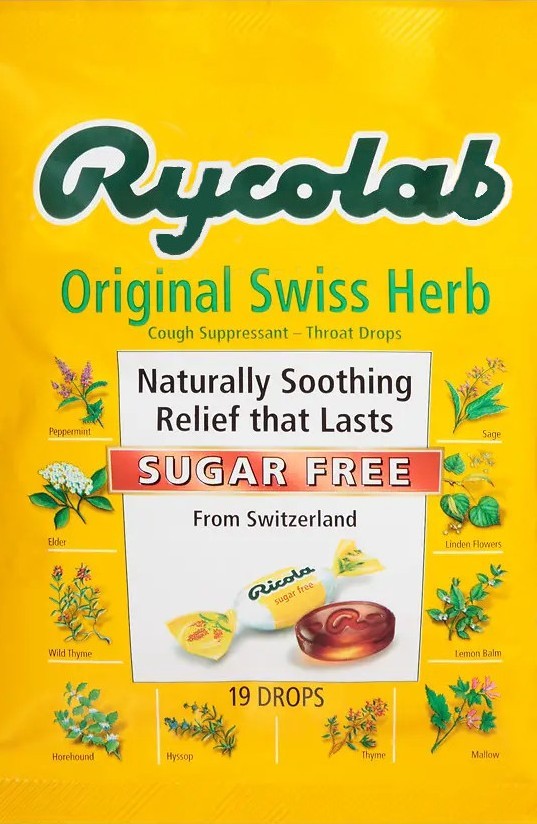 Rycolab
Original Swiss Herb
Cough Suppressant – Throat Drops
Naturally Soothing
Relief that Lasts
SUGAR FREE
From Switzerland
Peppermint
Sage
Elder
Linden Flowers
Ricola
sugar free
Wild Thyme
Lemon Balm
19 DROPS
Horehound
Hyssop
Thyme
Mallow